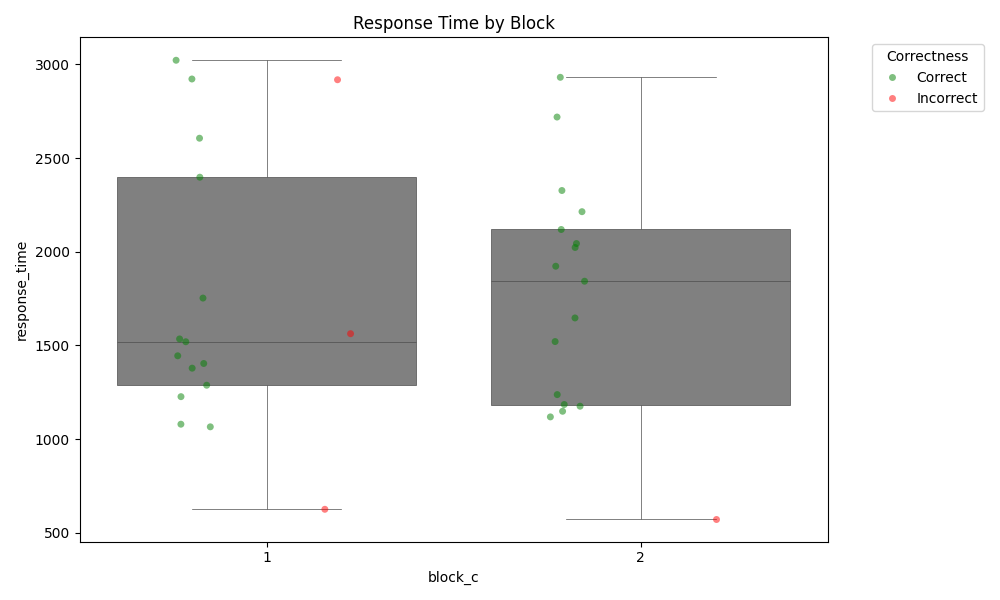 Response Time by Block
Correctness
Correct
Incorrect
response_time
3000
2500
2000
1500
1000
500
1
2
block_c